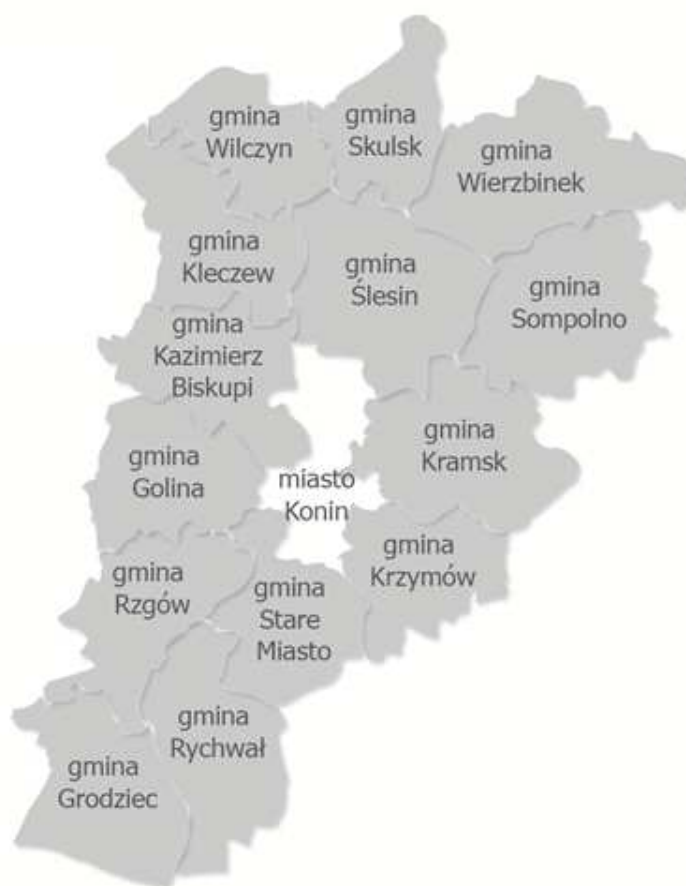 gmina
Wilczyn
gmina
Skulsk
gmina
Wierzbinek
gmina
Kleczew
gmina
Ślesin
gmina
Sompolno
gmina
Kazimierz
Biskupi
gmina
Golina
gmina
Kramsk
miasto
Konin
gmina
Rzgów
gmina
Stare
Miasto
gmina
Krzymów
gmina
Rychwał
gmina
Grodziec